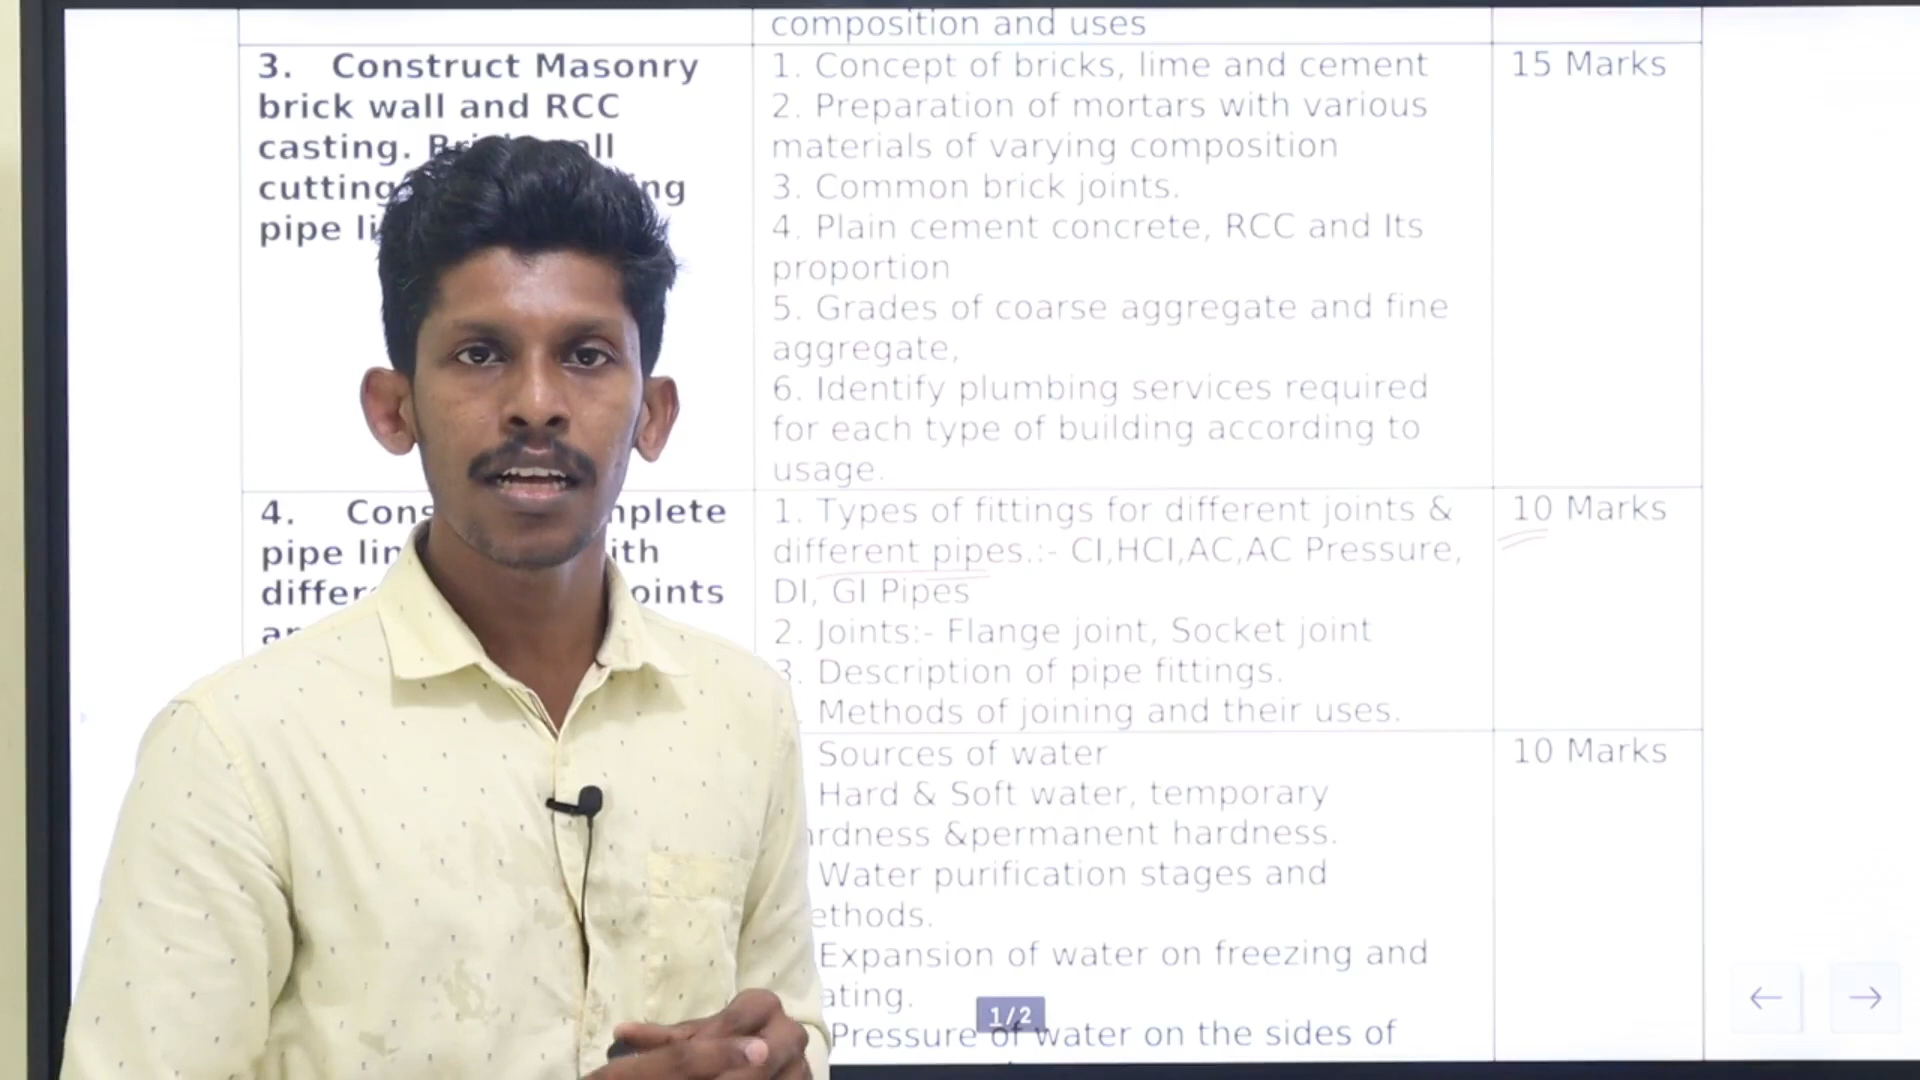 composition and uses
3. Construct Masonry
brick wall and RCC
casting.
cutting
pipe
1. Concept of bricks, lime and cement
2. Preparation of mortars with various
materials of varying composition
3. Common brick joints.
4. Plain cement concrete, RCC and Its
proportion
5. Grades of coarse aggregate and fine
aggregate,
6. Identify plumbing services required
for each type of building according to
usage.
15 Marks
4.
pipe
1. Types of fittings for different joints &
different pipes.:- CI,HCI,AC,AC Pressure,
DI, GI Pipes
2. Joints:- Flange joint, Socket joint
3. Description of pipe fittings.
Methods of joining and their uses.
10 Marks
Sources of water
Hard & Soft water, temporary
&permanent hardness.
Water purification stages and
Expansion of water on freezing and
Pressure of water on the sides of
10 Marks
1/2